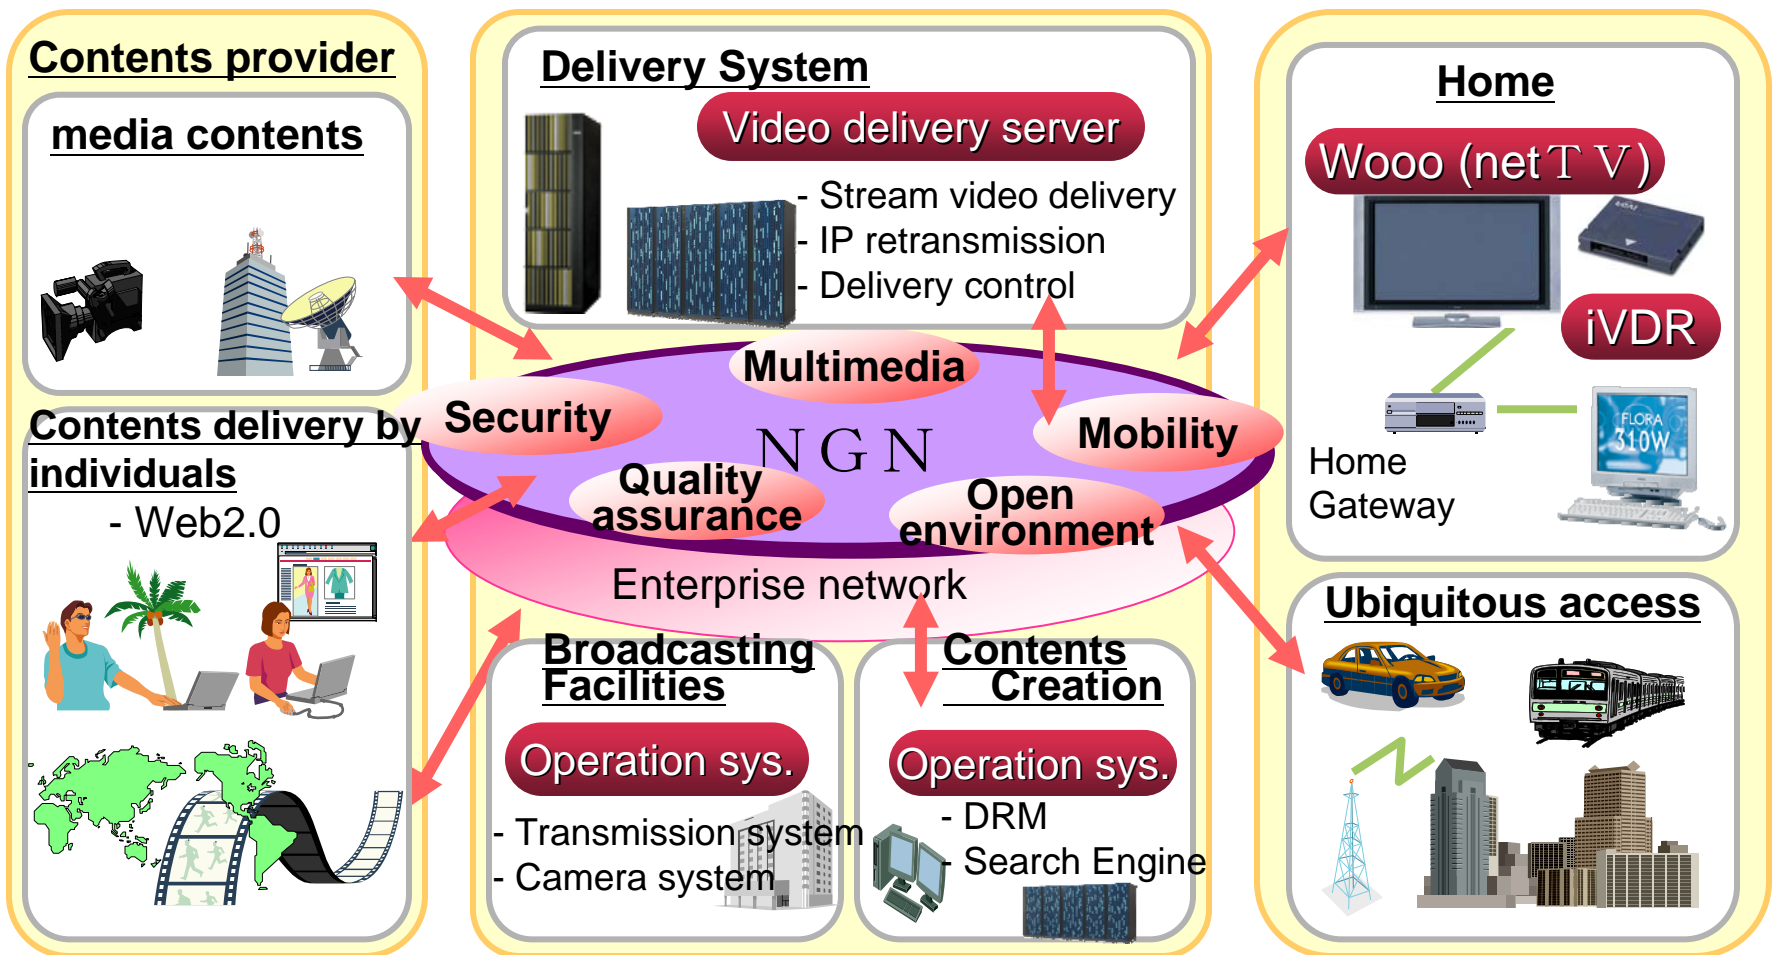 Contents provider
media contents
Contents delivery by
individuals
- Web2.0
Delivery System
Video delivery server
- Stream video delivery
- IP retransmission
- Delivery control
Multimedia
Security
Mobility
ＮＧＮ
Quality
assurance
Open
environment
Enterprise network
Broadcasting
Facilities
Operation sys.
- Transmission system
- Camera system
Contents
Creation
Operation sys.
- DRM
- Search Engine
Home
Wooo (netＴＶ)
iVDR
FLORA
310W
Home
Gateway
Ubiquitous access